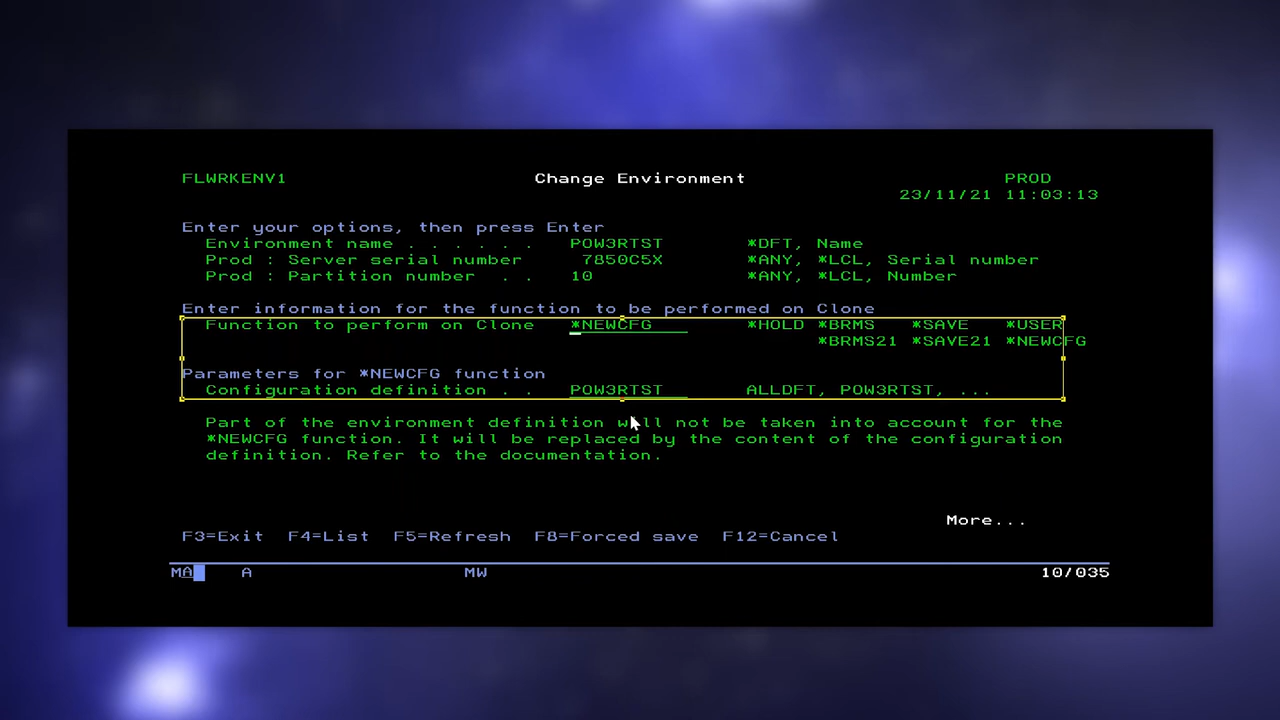 FLWRKENV1 Change Environment PROD
23/11/21 11:03:13
Enter your options, then press Enter
Environment name . . . . . . POW3RTST *DFT, Name
Prod : Server serial number 7850C5X *ANY, *LCL, Serial number
Prod : Partition number . . 10 *ANY, *LCL, Number
Enter information for the function to be performed on Clone
Function to perform on Clone *NEWCFG *HOLD *BRMS *SAVE *USER
*BRMS21 *SAVE21 *NEWCFG
Parameters for *NEWCFG function
Configuration definition . . POW3RTST ALLDFT, POW3RTST, ...
Part of the environment definition will not be taken into account for the
*NEWCFG function. It will be replaced by the content of the configuration
definition. Refer to the documentation.
More...
F3=Exit F4=List F5=Refresh F8=Forced save F12=Cancel
MA A MW 10/035